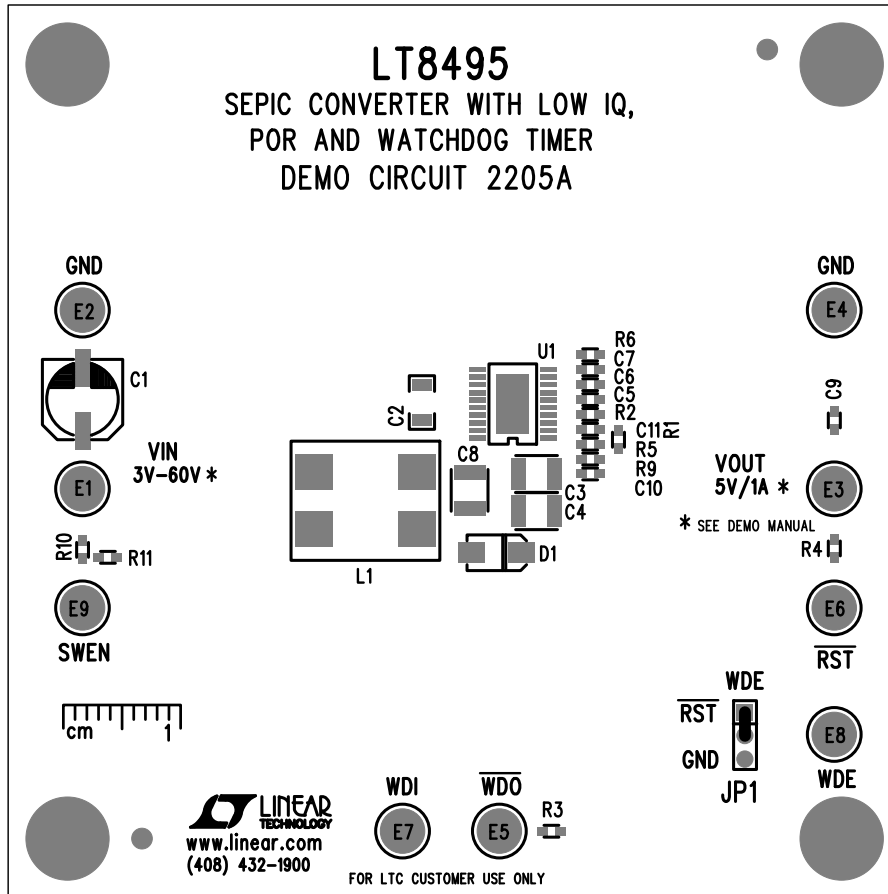 LT8495
SEPIC CONVERTER WITH LOW IQ,
POR AND WATCHDOG TIMER
DEMO CIRCUIT 2205A
GND
E2
GND
E4
C1
C2
U1
R6
C7
C6
C5
R2
C11
R1
R5
R9
C10
C9
VIN
3V-60V *
E1
C8
C3
C4
VOUT
5V/1A *
E3
* SEE DEMO MANUAL
R10
R11
L1
D1
R4
E9
SWEN
E6
RST
cm 1
WDE
RST
GND
JP1
E8
WDE
LINEAR
TECHNOLOGY
www.linear.com
(408) 432-1900
WDI
E7
WDO
E5
R3
FOR LTC CUSTOMER USE ONLY